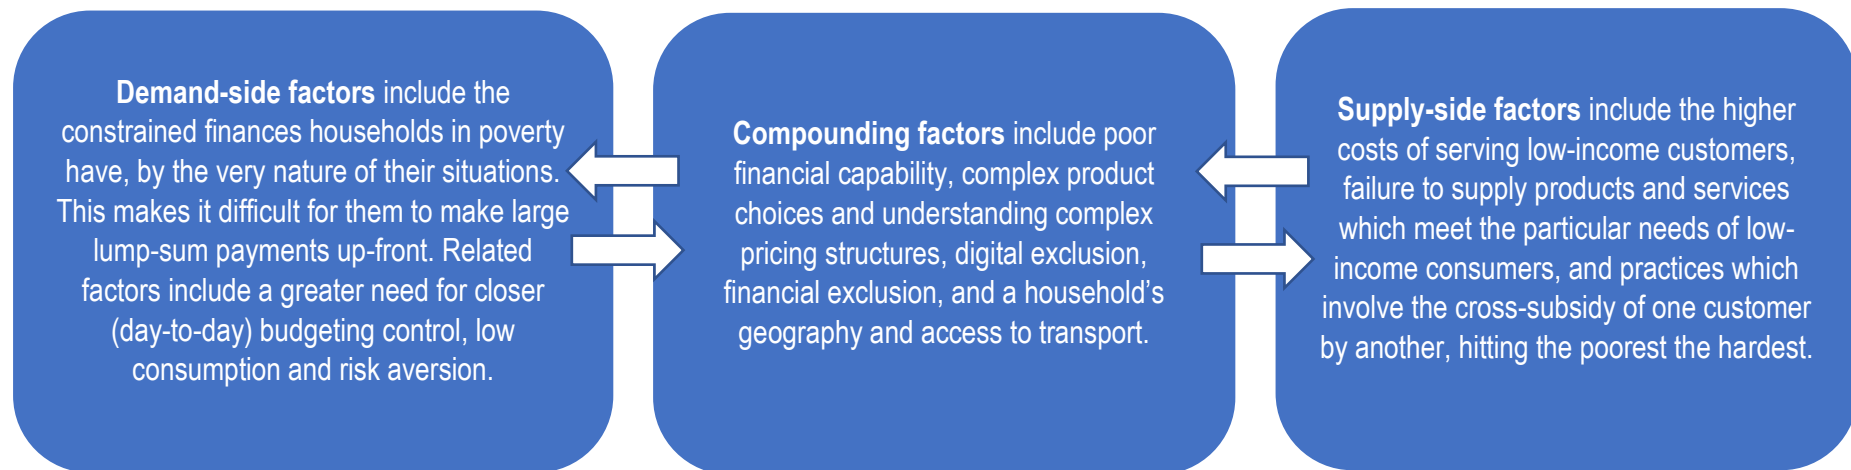 Demand-side factors include the
constrained finances households in poverty
have, by the very nature of their situations.
This makes it difficult for them to make large
lump-sum payments up-front. Related
factors include a greater need for closer
(day-to-day) budgeting control, low
consumption and risk aversion.
Compounding factors include poor
financial capability, complex product
choices and understanding complex
pricing structures, digital exclusion,
financial exclusion, and a household’s
geography and access to transport.
Supply-side factors include the higher
costs of serving low-income customers,
failure to supply products and services
which meet the particular needs of low-
income consumers, and practices which
involve the cross-subsidy of one customer
by another, hitting the poorest the hardest.